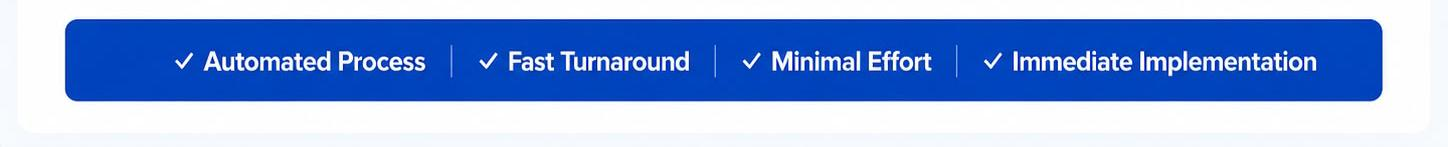 ✓ Automated Process | ✓ Fast Turnaround | ✓ Minimal Effort | ✓ Immediate Implementation